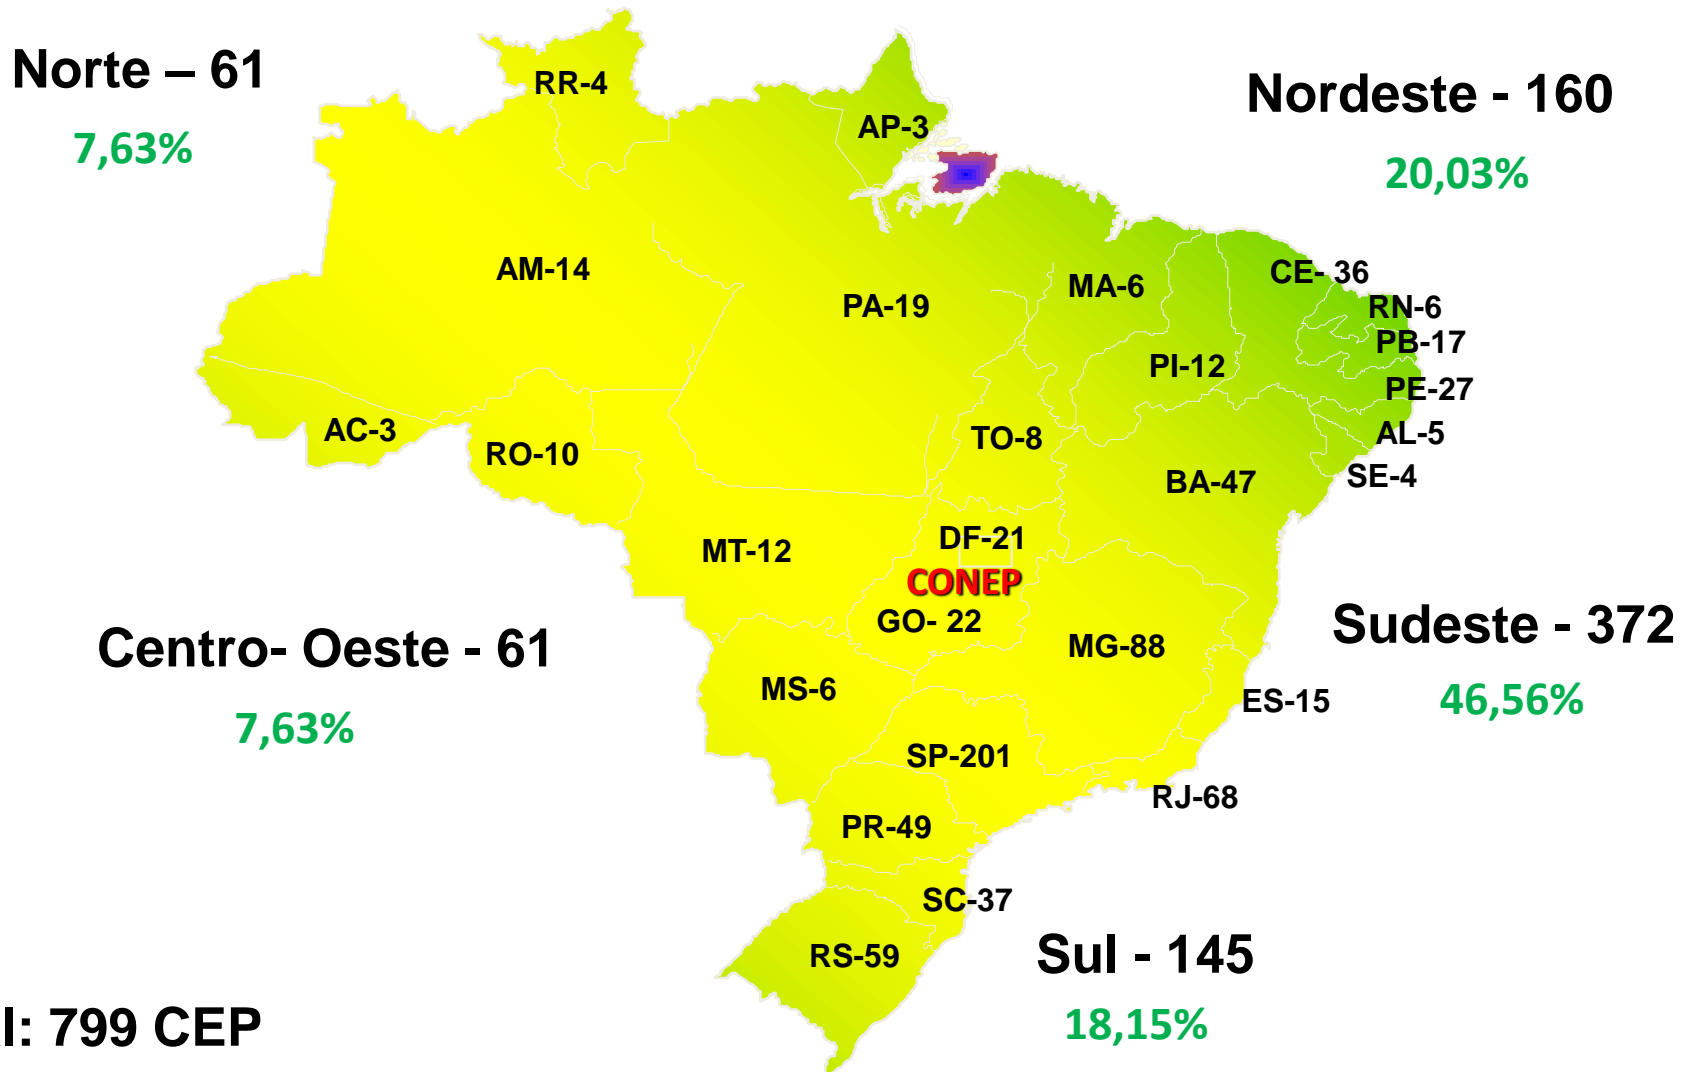 Norte – 61
7,63%
Nordeste - 160
20,03%
RR-4
AP-3
AM-14
PA-19
MA-6
CE- 36
RN-6
PB-17
PI-12
PE-27
AC-3
RO-10
TO-8
AL-5
SE-4
BA-47
MT-12
DF-21
CONEP
GO- 22
Centro- Oeste - 61
7,63%
MS-6
MG-88
Sudeste - 372
46,56%
ES-15
SP-201
RJ-68
PR-49
SC-37
RS-59
Sul - 145
18,15%
l: 799 CEP